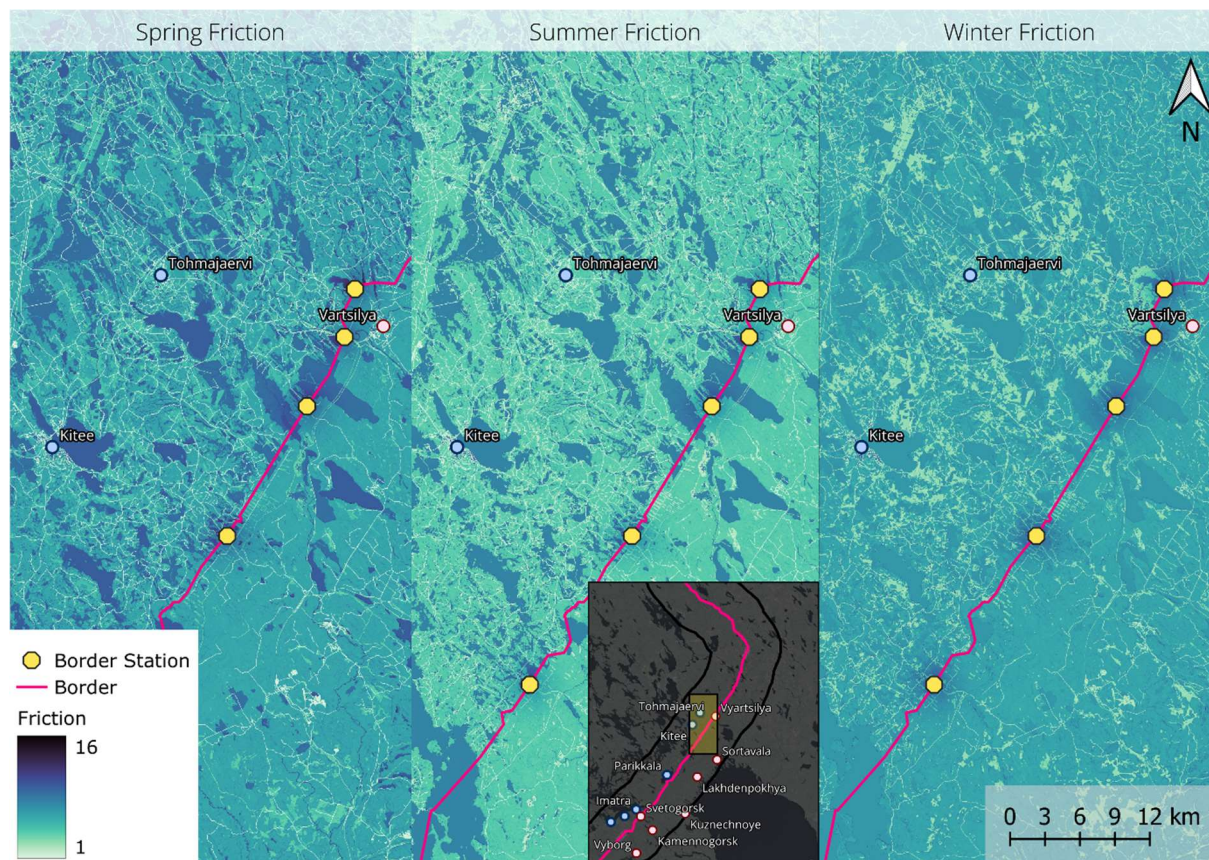 Spring Friction
Summer Friction
Winter Friction
N
Tohmajaervi
Tohmajaervi
Tohmajaervi
Vartsilya
Vartsilya
Vartsilya
Kitee
Kitee
Kitee
Border Station
Border
Friction
16
1
Tohmajaervi
Vyartsilya
Kitee
Sortavala
Parikkala
Lakhdenpokhya
Imatra
Svetogorsk
Kuznechnoye
Kamennogorsk
Vyborg
0 3 6 9 12 km